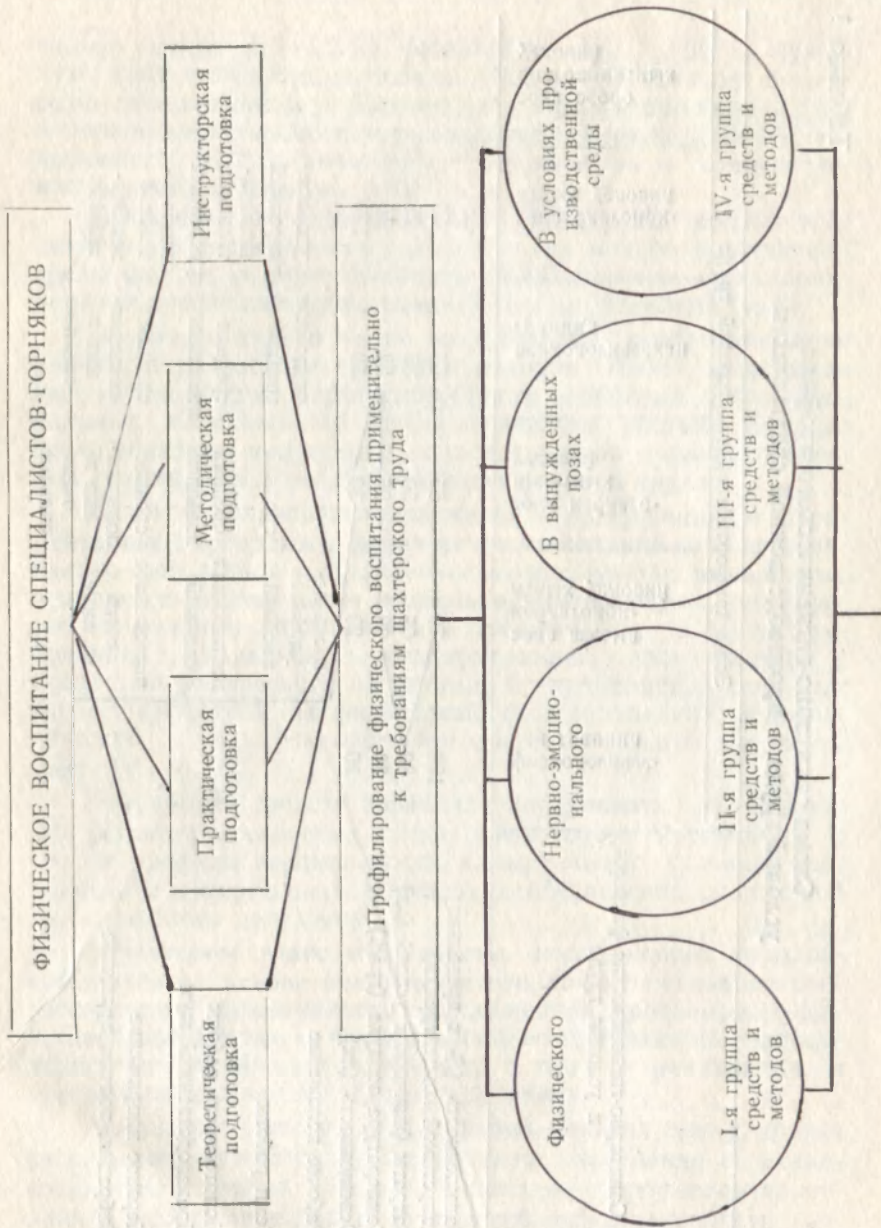 ФИЗИЧЕСКОЕ ВОСПИТАНИЕ СПЕЦИАЛИСТОВ-ГОРНЯКОВ
Теоретическая
подготовка
Практическая
подготовка
Методическая
подготовка
Инструкторская
подготовка
Профилирование физического воспитания применительно
к требованиям шахтерского труда
Физического
I-я группа
средств и
методов
Нервно-эмоцио-
нального
II-я группа
средств и
методов
В вынужденных
позах
III-я группа
средств и
методов
В условиях про-
изводственной
среды
IV-я группа
средств и
методов